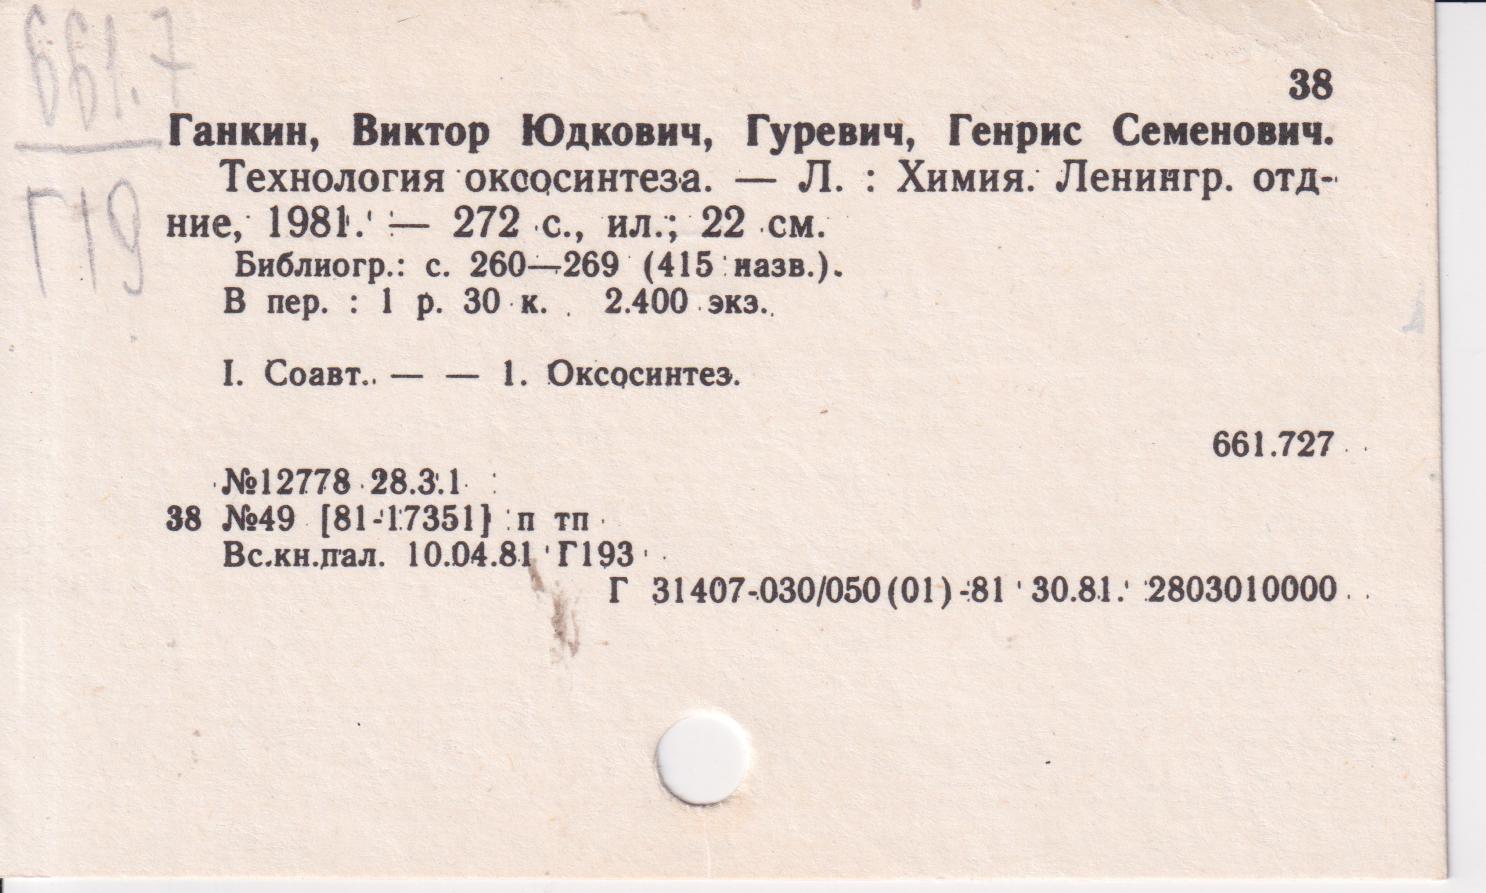 661.7
Г19
38
Ганкин, Виктор Юдкович, Гуревич, Генрис Семенович.
Технология оксосинтеза. — Л. : Химия. Ленингр. отд-
ние, 1981. — 272 с., ил.; 22 см.
Библиогр.: с. 260—269 (415 назв.).
В пер. : 1 р. 30 к. 2.400 экз.
I. Соавт. — — 1. Оксосинтез.
661.727
№12778 28.3.1
38 №49 [81-17351] п тп
Вс.кн.пал. 10.04.81 Г193
Г 31407-030/050(01)-81 30.81. 2803010000